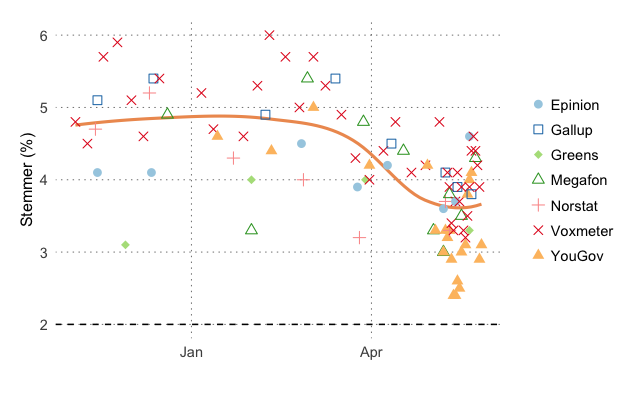 Stemmer (%)
6
5
4
3
2
Jan
Apr
Epinion
Gallup
Greens
Megafon
Norstat
Voxmeter
YouGov